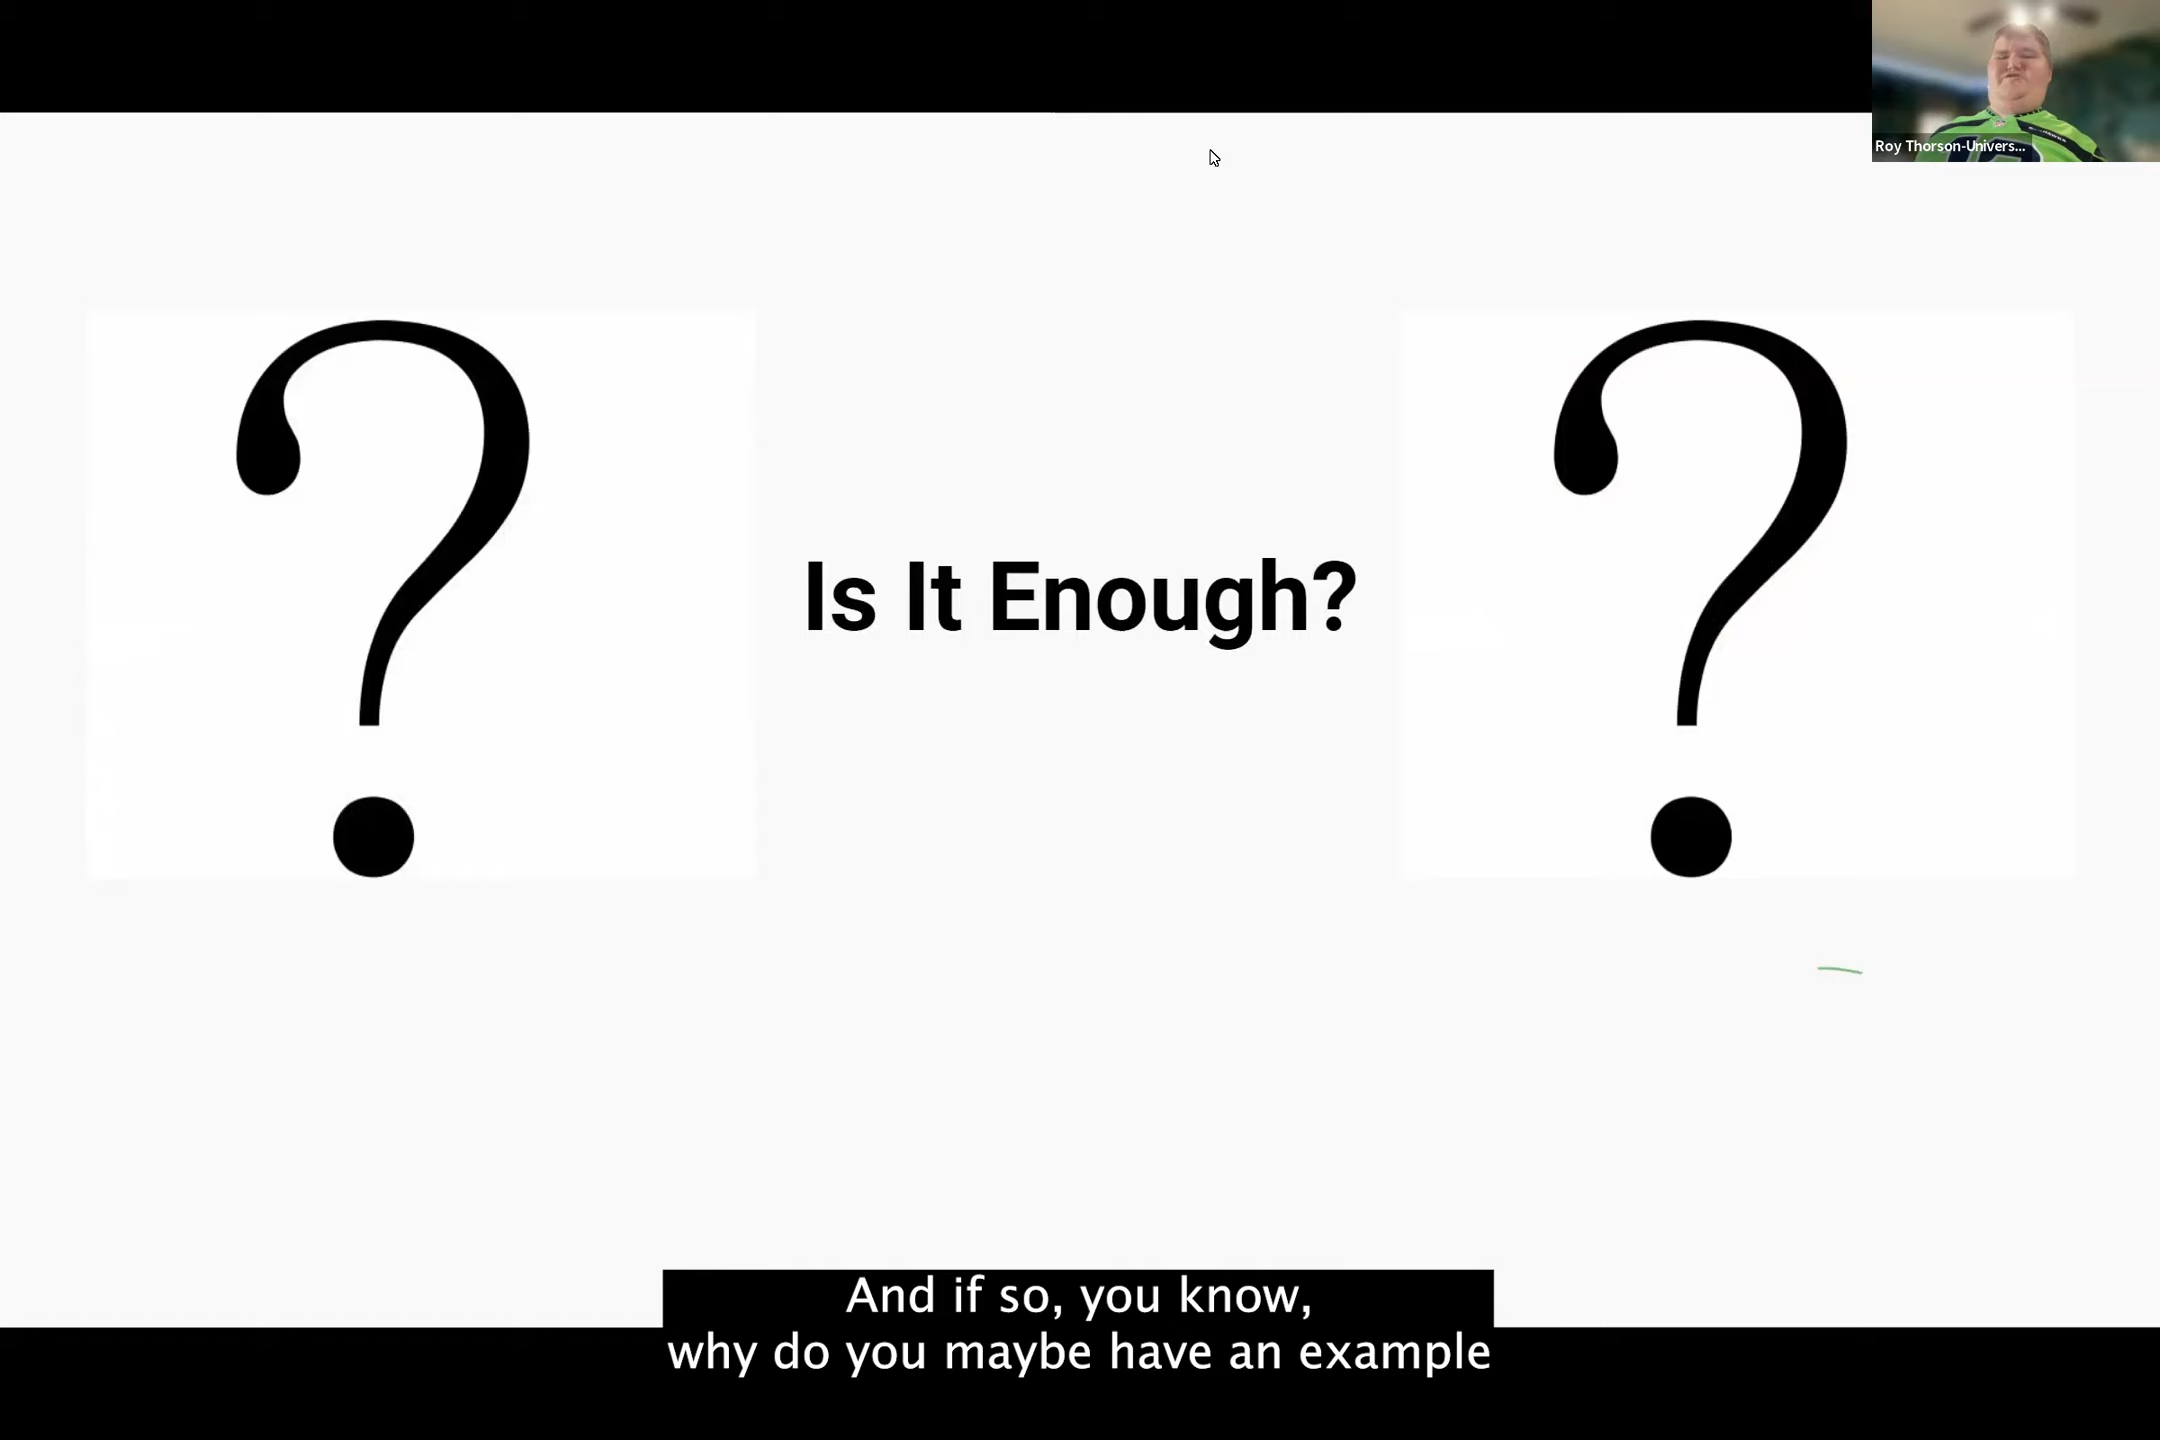 Roy Thorson-Univers...
?
?
Is It Enough?
And if so, you know,
why do you maybe have an example